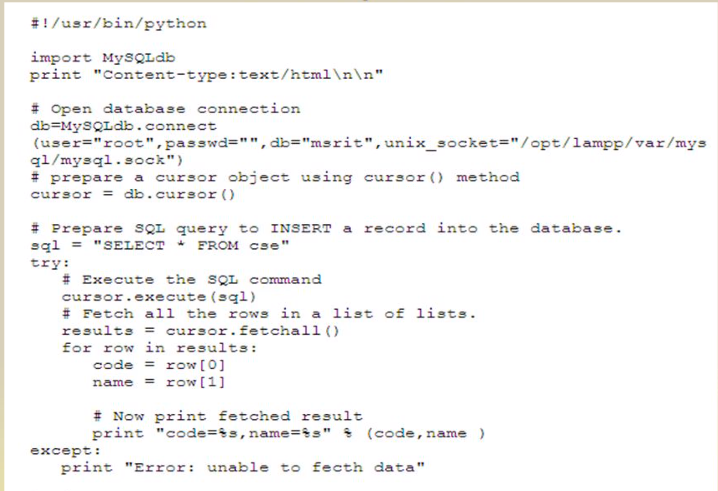 #!/usr/bin/python
import MySQLdb
print "Content-type:text/html\n\n"
# Open database connection
db=MySQLdb.connect
(user="root",passwd="",db="msrit",unix_socket="/opt/lampp/var/mys
ql/mysql.sock")
# prepare a cursor object using cursor() method
cursor = db.cursor()
# Prepare SQL query to INSERT a record into the database.
sql = "SELECT * FROM cse"
try:
# Execute the SQL command
cursor.execute(sql)
# Fetch all the rows in a list of lists.
results = cursor.fetchall()
for row in results:
code = row[0]
name = row[1]
# Now print fetched result
print "code=%s,name=%s" % (code,name )
except:
print "Error: unable to fecth data"